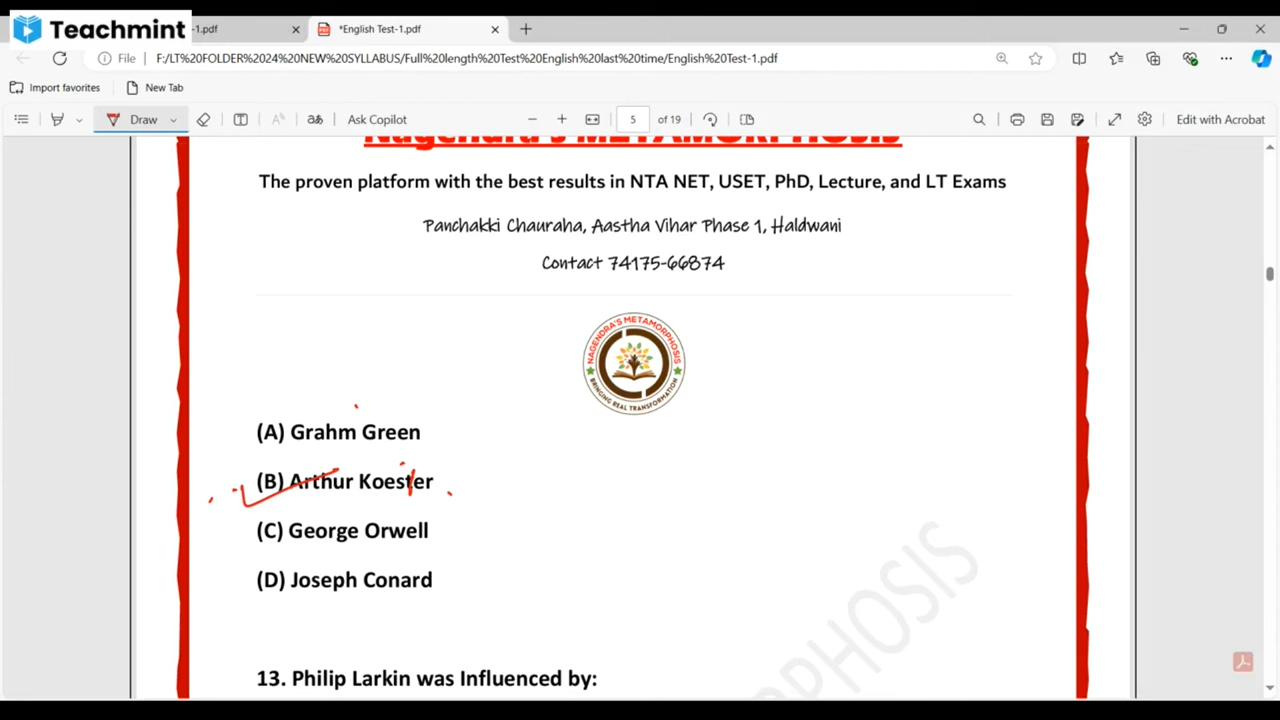 Teachmint
-1.pdf
*English Test-1.pdf
File
F:/LT%20FOLDER%202024%20NEW%20SYLLABUS/Full%20length%20Test%20English%20last%20time/English%20Test-1.pdf
Import favorites
New Tab
Draw
Ask Copilot
5 of 19
Edit with Acrobat
Nagendra's METAMORPHOSIS
The proven platform with the best results in NTA NET, USET, PhD, Lecture, and LT Exams
Panchakki Chauraha, Aastha Vihar Phase 1, Haldwani
Contact 74175-66874
NAGENDRA'S METAMORPHOSIS
BRINGING REAL TRANSFORMATION
(A) Grahm Green
(B) Arthur Koester
(C) George Orwell
(D) Joseph Conard
13. Philip Larkin was Influenced by: